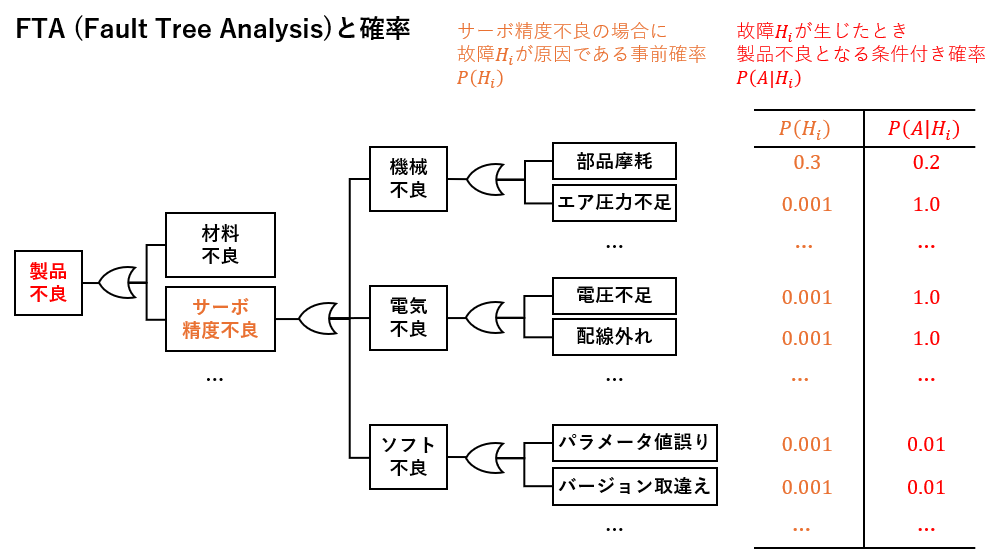 FTA (Fault Tree Analysis)と確率
サーボ精度不良の場合に
故障H_iが原因である事前確率
P(H_i)
故障H_iが生じたとき
製品不良となる条件付き確率
P(A|H_i)
製品
不良
材料
不良
サーボ
精度不良
…
機械
不良
電気
不良
ソフト
不良
部品摩耗
エア圧力不足
…
電圧不足
配線外れ
…
パラメータ値誤り
バージョン取違え
…
P(H_i) P(A|H_i)
0.3 0.2
0.001 1.0
… …
0.001 1.0
0.001 1.0
… …
0.001 0.01
0.001 0.01
… …